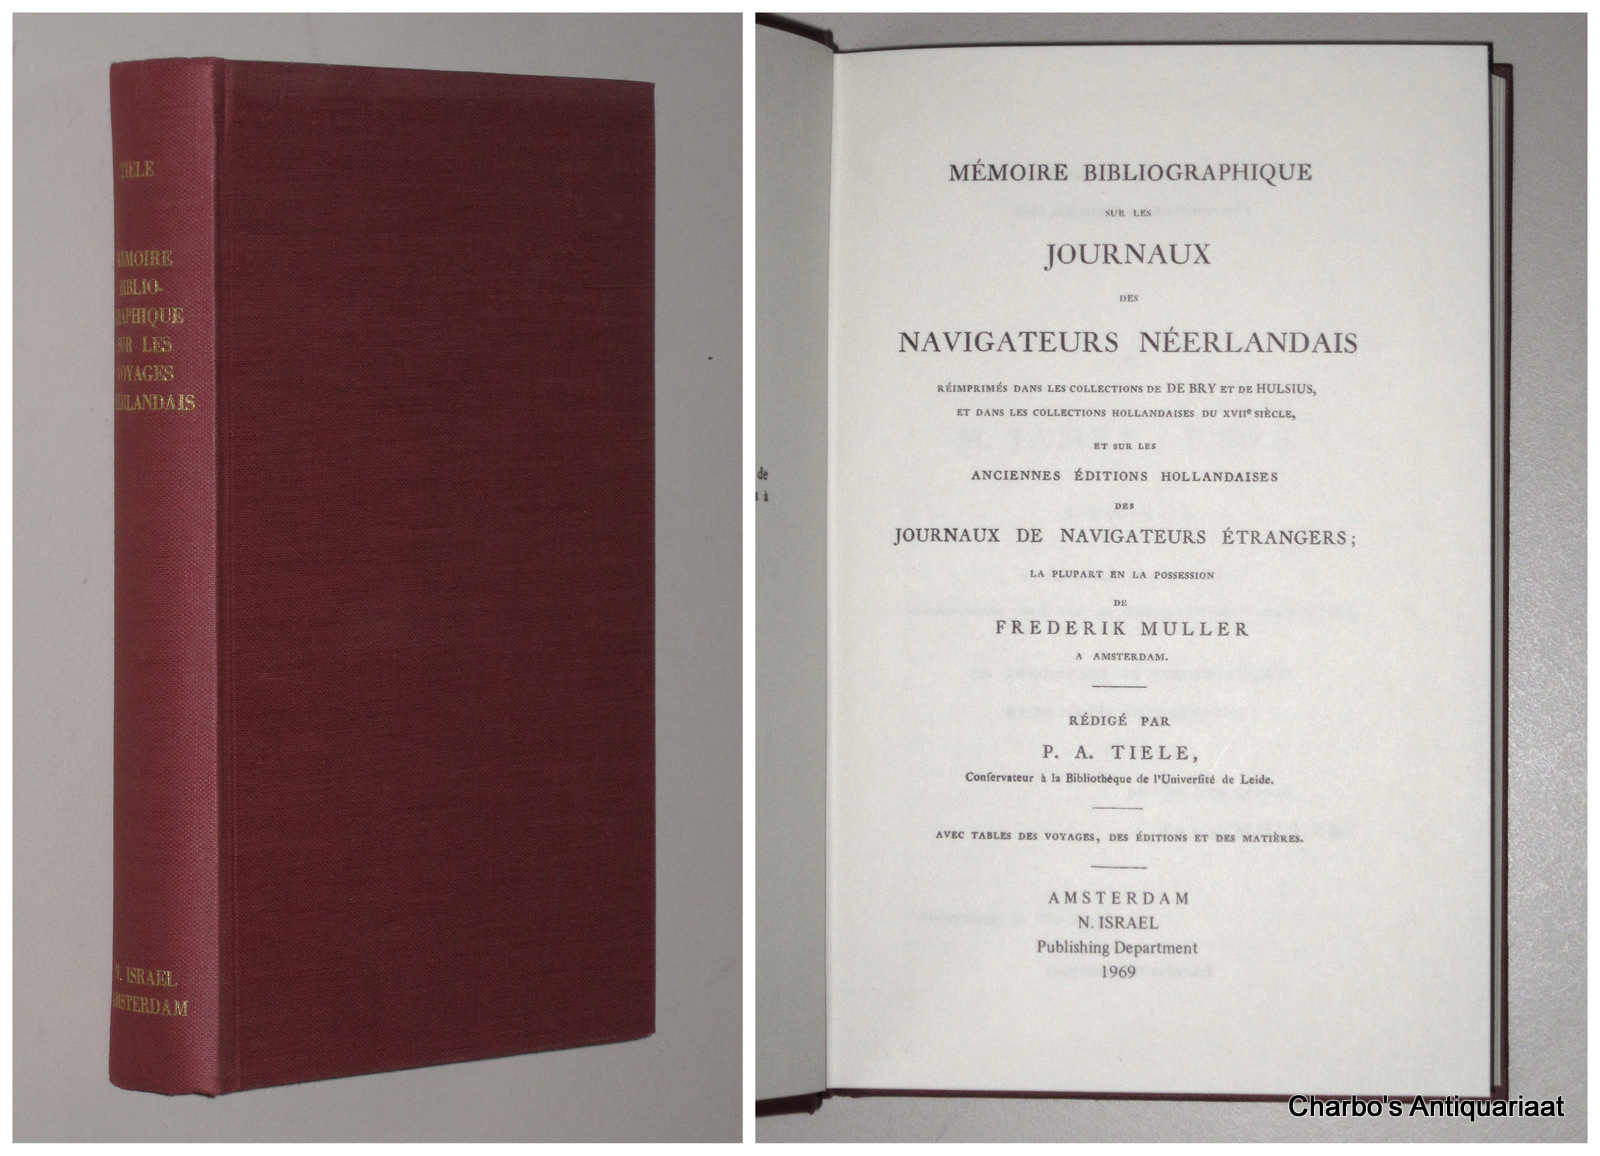 TIELE
MÉMOIRE
BIBLIO-
GRAPHIQUE
SUR LES
VOYAGES
NÉERLANDAIS
N. ISRAEL
AMSTERDAM
de
s à
MÉMOIRE BIBLIOGRAPHIQUE
SUR LES
JOURNAUX
DES
NAVIGATEURS NÉERLANDAIS
RÉIMPRIMÉS DANS LES COLLECTIONS DE DE BRY ET DE HULSIUS,
ET DANS LES COLLECTIONS HOLLANDAISES DU XVIIe SIÈCLE,
ET SUR LES
ANCIENNES ÉDITIONS HOLLANDAISES
DES
JOURNAUX DE NAVIGATEURS ÉTRANGERS;
LA PLUPART EN LA POSSESSION
DE
FREDERIK MULLER
A AMSTERDAM.
RÉDIGÉ PAR
P. A. TIELE,
Conſervateur à la Bibliothèque de l'Univerſité de Leide.
AVEC TABLES DES VOYAGES, DES ÉDITIONS ET DES MATIÈRES.
AMSTERDAM
N. ISRAEL
Publishing Department
1969
Charbo's Antiquariaat